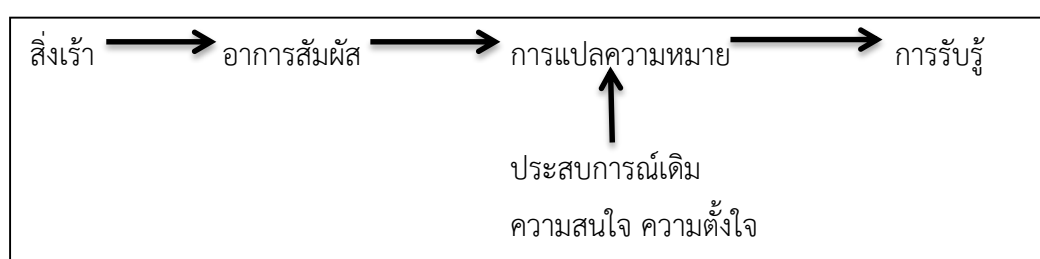 สิ่งเร้า อาการสัมผัส การแปลความหมาย การรับรู้
ประสบการณ์เดิม
ความสนใจ ความตั้งใจ